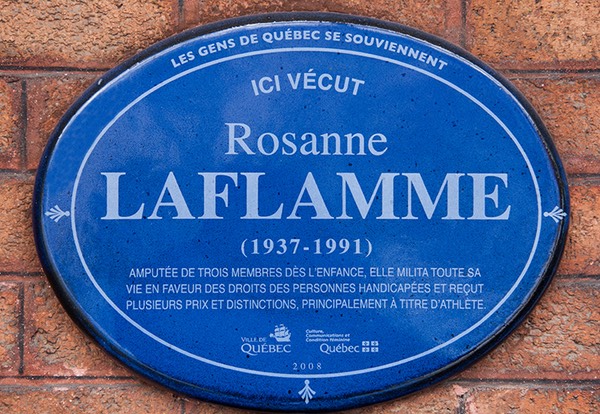 LES GENS DE QUÉBEC SE SOUVIENNENT
ICI VÉCUT
Rosanne
LAFLAMME
(1937-1991)
AMPUTÉE DE TROIS MEMBRES DÈS L'ENFANCE, ELLE MILITA TOUTE SA
VIE EN FAVEUR DES DROITS DES PERSONNES HANDICAPÉES ET REÇUT
PLUSIEURS PRIX ET DISTINCTIONS, PRINCIPALEMENT À TITRE D'ATHLÈTE.
VILLE DE
QUÉBEC
Culture,
Communications et
Condition féminine
Québec
2008